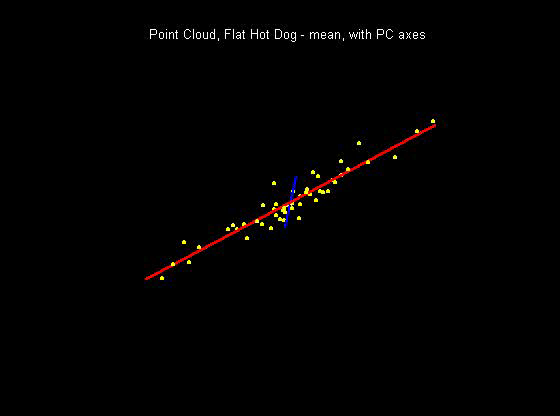 Point Cloud, Flat Hot Dog - mean, with PC axes